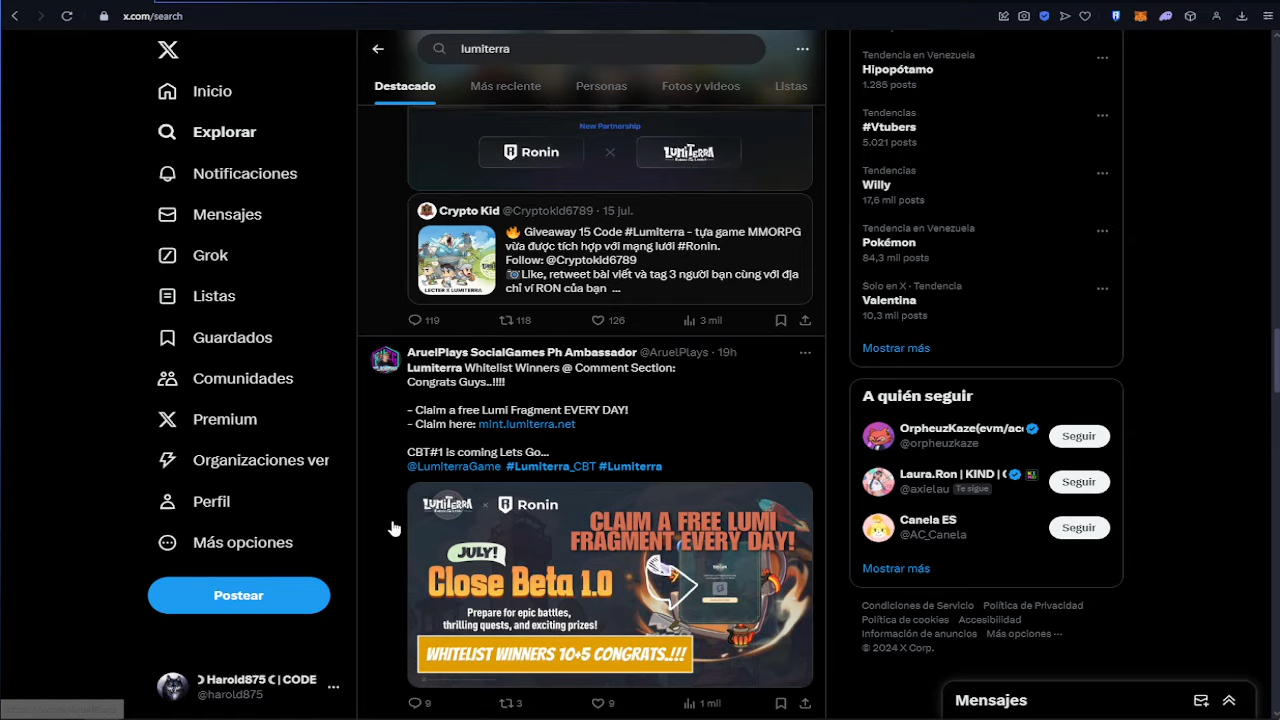 x.com/search
lumiterra
Destacado
Más reciente
Personas
Fotos y videos
Listas
Inicio
Explorar
Notificaciones
Mensajes
Grok
Listas
Guardados
Comunidades
Premium
Organizaciones ver
Perfil
Más opciones
Postear
Harold875 | CODE
@harold875
New Partnership
Ronin
LUMITERRA
Crypto Kid @Cryptokld6789 · 15 jul.
🔥 Giveaway 15 Code #Lumiterra - tựa game MMORPG
vừa được tích hợp với mạng lưới #Ronin.
Follow: @Cryptokld6789
Like, retweet bài viết và tag 3 người bạn cùng với địa
chỉ ví RON của bạn ...
LECTER X LUMITERRA
119
118
126
3 mil
AruelPlays SocialGames Ph Ambassador @AruelPlays · 19h
Lumiterra Whitelist Winners @ Comment Section:
Congrats Guys..!!!!
- Claim a free Lumi Fragment EVERY DAY!
- Claim here: mint.lumiterra.net
CBT#1 is coming Lets Go...
@LumiterraGame #Lumiterra_CBT #Lumiterra
LUMITERRA × Ronin
CLAIM A FREE LUMI
FRAGMENT EVERY DAY!
JULY!
Close Beta 1.0
Prepare for epic battles,
thrilling quests, and exciting prizes!
WHITELIST WINNERS 10+5 CONGRATS.!!!
9
3
9
1 mil
Tendencia en Venezuela
Hipopótamo
1.285 posts
Tendencias
#Vtubers
5.021 posts
Tendencias
Willy
17,6 mil posts
Tendencia en Venezuela
Pokémon
84,3 mil posts
Solo en X · Tendencia
Valentina
10,3 mil posts
Mostrar más
A quién seguir
OrpheuzKaze(evm/acc
@orpheuzkaze
Seguir
Laura.Ron | KIND | (
@axielau Te sigue
Seguir
Canela ES
@AC_Canela
Seguir
Mostrar más
Condiciones de Servicio Política de Privacidad
Política de cookies Accesibilidad
Información de anuncios Más opciones ···
© 2024 X Corp.
Mensajes